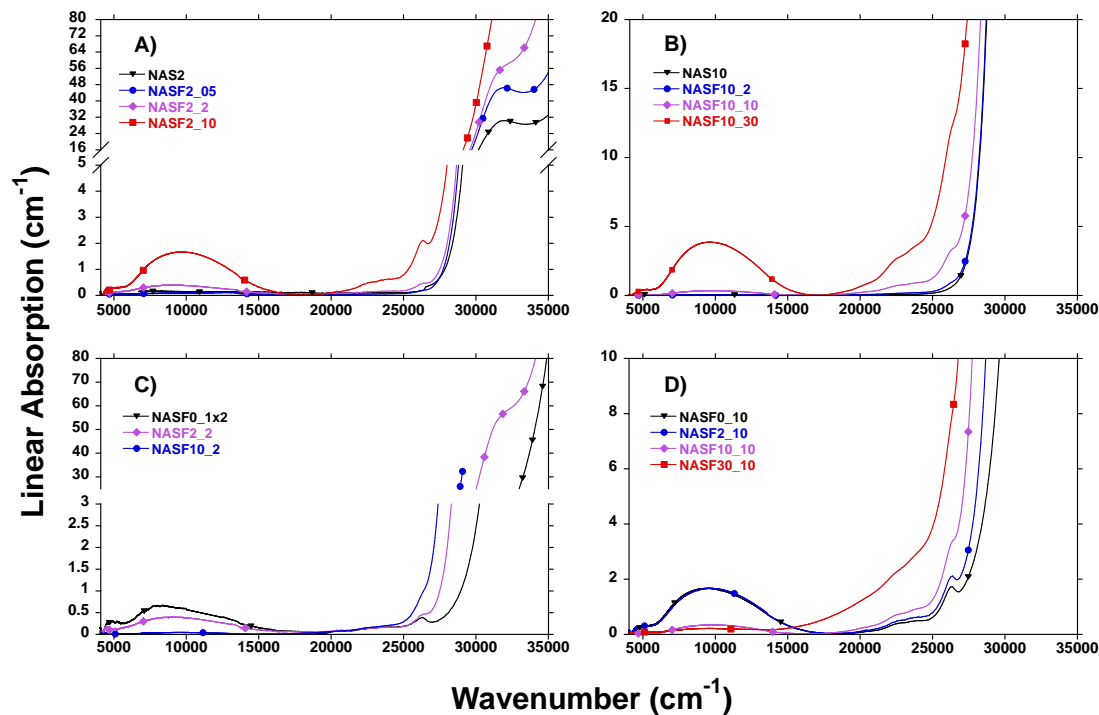 Linear Absorption (cm-1)
A)
NAS2
NASF2_05
NASF2_2
NASF2_10
80
72
64
56
48
40
32
24
16
5
4
3
2
1
0
5000 10000 15000 20000 25000 30000 35000
B)
NAS10
NASF10_2
NASF10_10
NASF10_30
20
15
10
5
0
5000 10000 15000 20000 25000 30000 35000
C)
NASF0_1x2
NASF2_2
NASF10_2
80
70
60
50
40
30
3
2.5
2
1.5
1
0.5
0
5000 10000 15000 20000 25000 30000 35000
D)
NASF0_10
NASF2_10
NASF10_10
NASF30_10
10
8
6
4
2
0
5000 10000 15000 20000 25000 30000 35000
Wavenumber (cm-1)